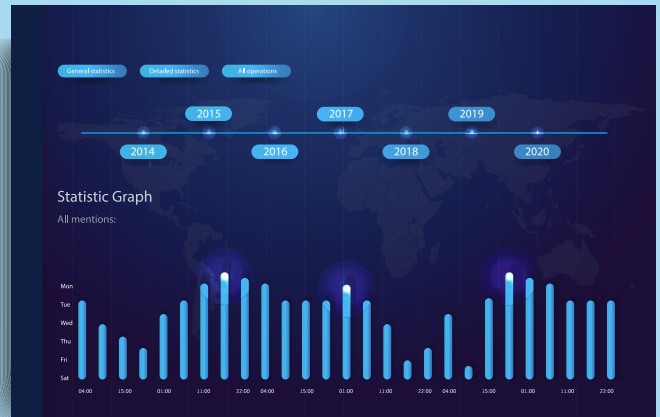 General statistics
Detailed statistics
All operations
2015
2017
2019
2014
2016
2018
2020
Statistic Graph
All mentions:
Mon
Tue
Wed
Thu
Fri
Sat
04:00 15:00 01:00 11:00 22:00 04:00 15:00 01:00 11:00 22:00 04:00 15:00 01:00 11:00 22:00